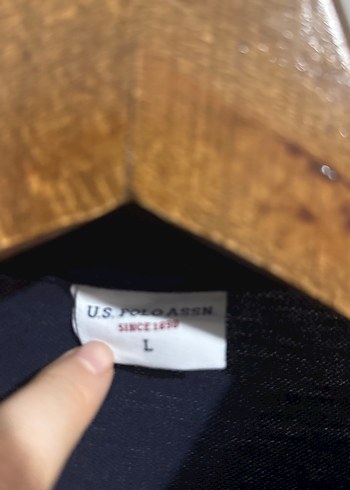 U.S. POLO ASSN.
SINCE 1890
L